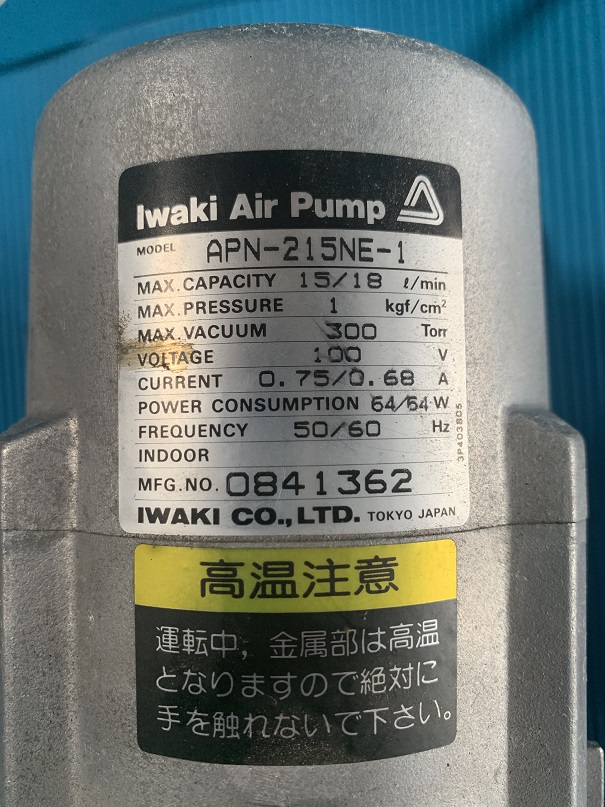 Iwaki Air Pump
MODEL APN-215NE-1
MAX. CAPACITY 15/18 ℓ/min
MAX. PRESSURE 1 kgf/cm²
MAX. VACUUM 300 Torr
VOLTAGE 100 V
CURRENT 0.75/0.68 A
POWER CONSUMPTION 64/64 W
FREQUENCY 50/60 Hz
INDOOR
MFG. NO. 0841362
IWAKI CO., LTD. TOKYO JAPAN
3P403805
高温注意
運転中，金属部は高温
となりますので絶対に
手を触れないで下さい。